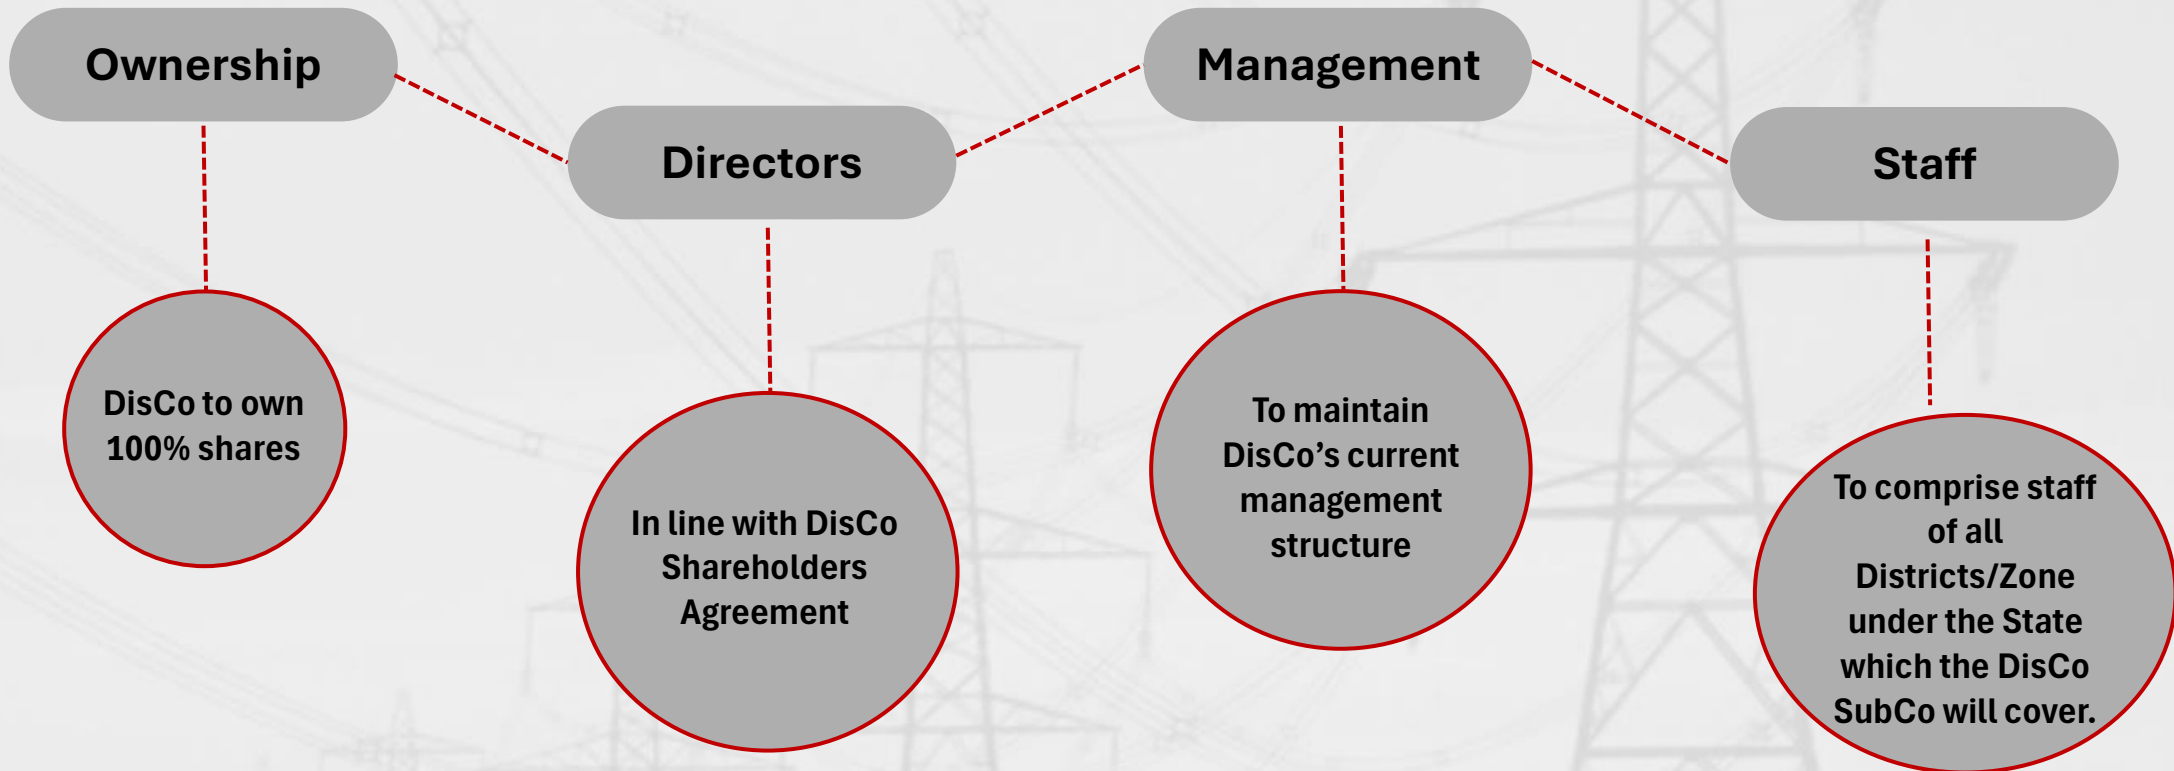 Ownership
Directors
Management
Staff
DisCo to own
100% shares
In line with DisCo
Shareholders
Agreement
To maintain
DisCo’s current
management
structure
To comprise staff
of all
Districts/Zone
under the State
which the DisCo
SubCo will cover.